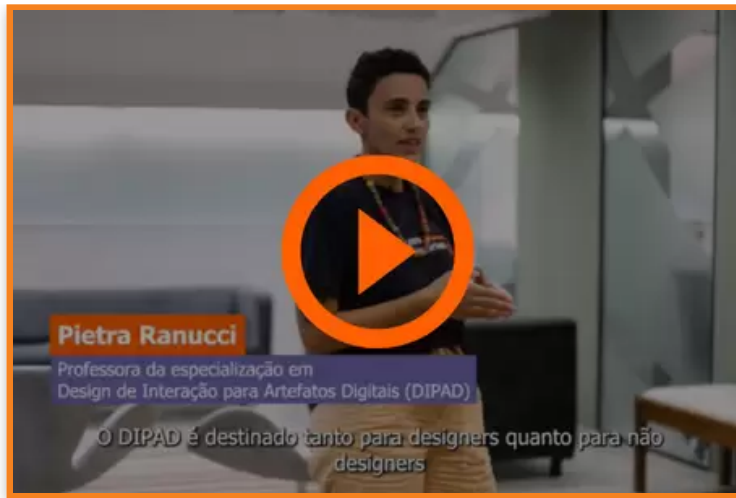 Pietra Ranucci
Professora da especialização em
Design de Interação para Artefatos Digitais (DIPAD)
O DIPAD é destinado tanto para designers quanto para não
designers